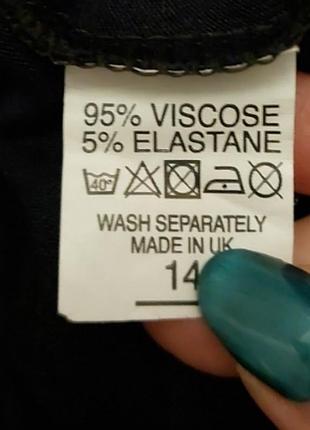 95% VISCOSE
5% ELASTANE
40°
WASH SEPARATELY
MADE IN UK
14